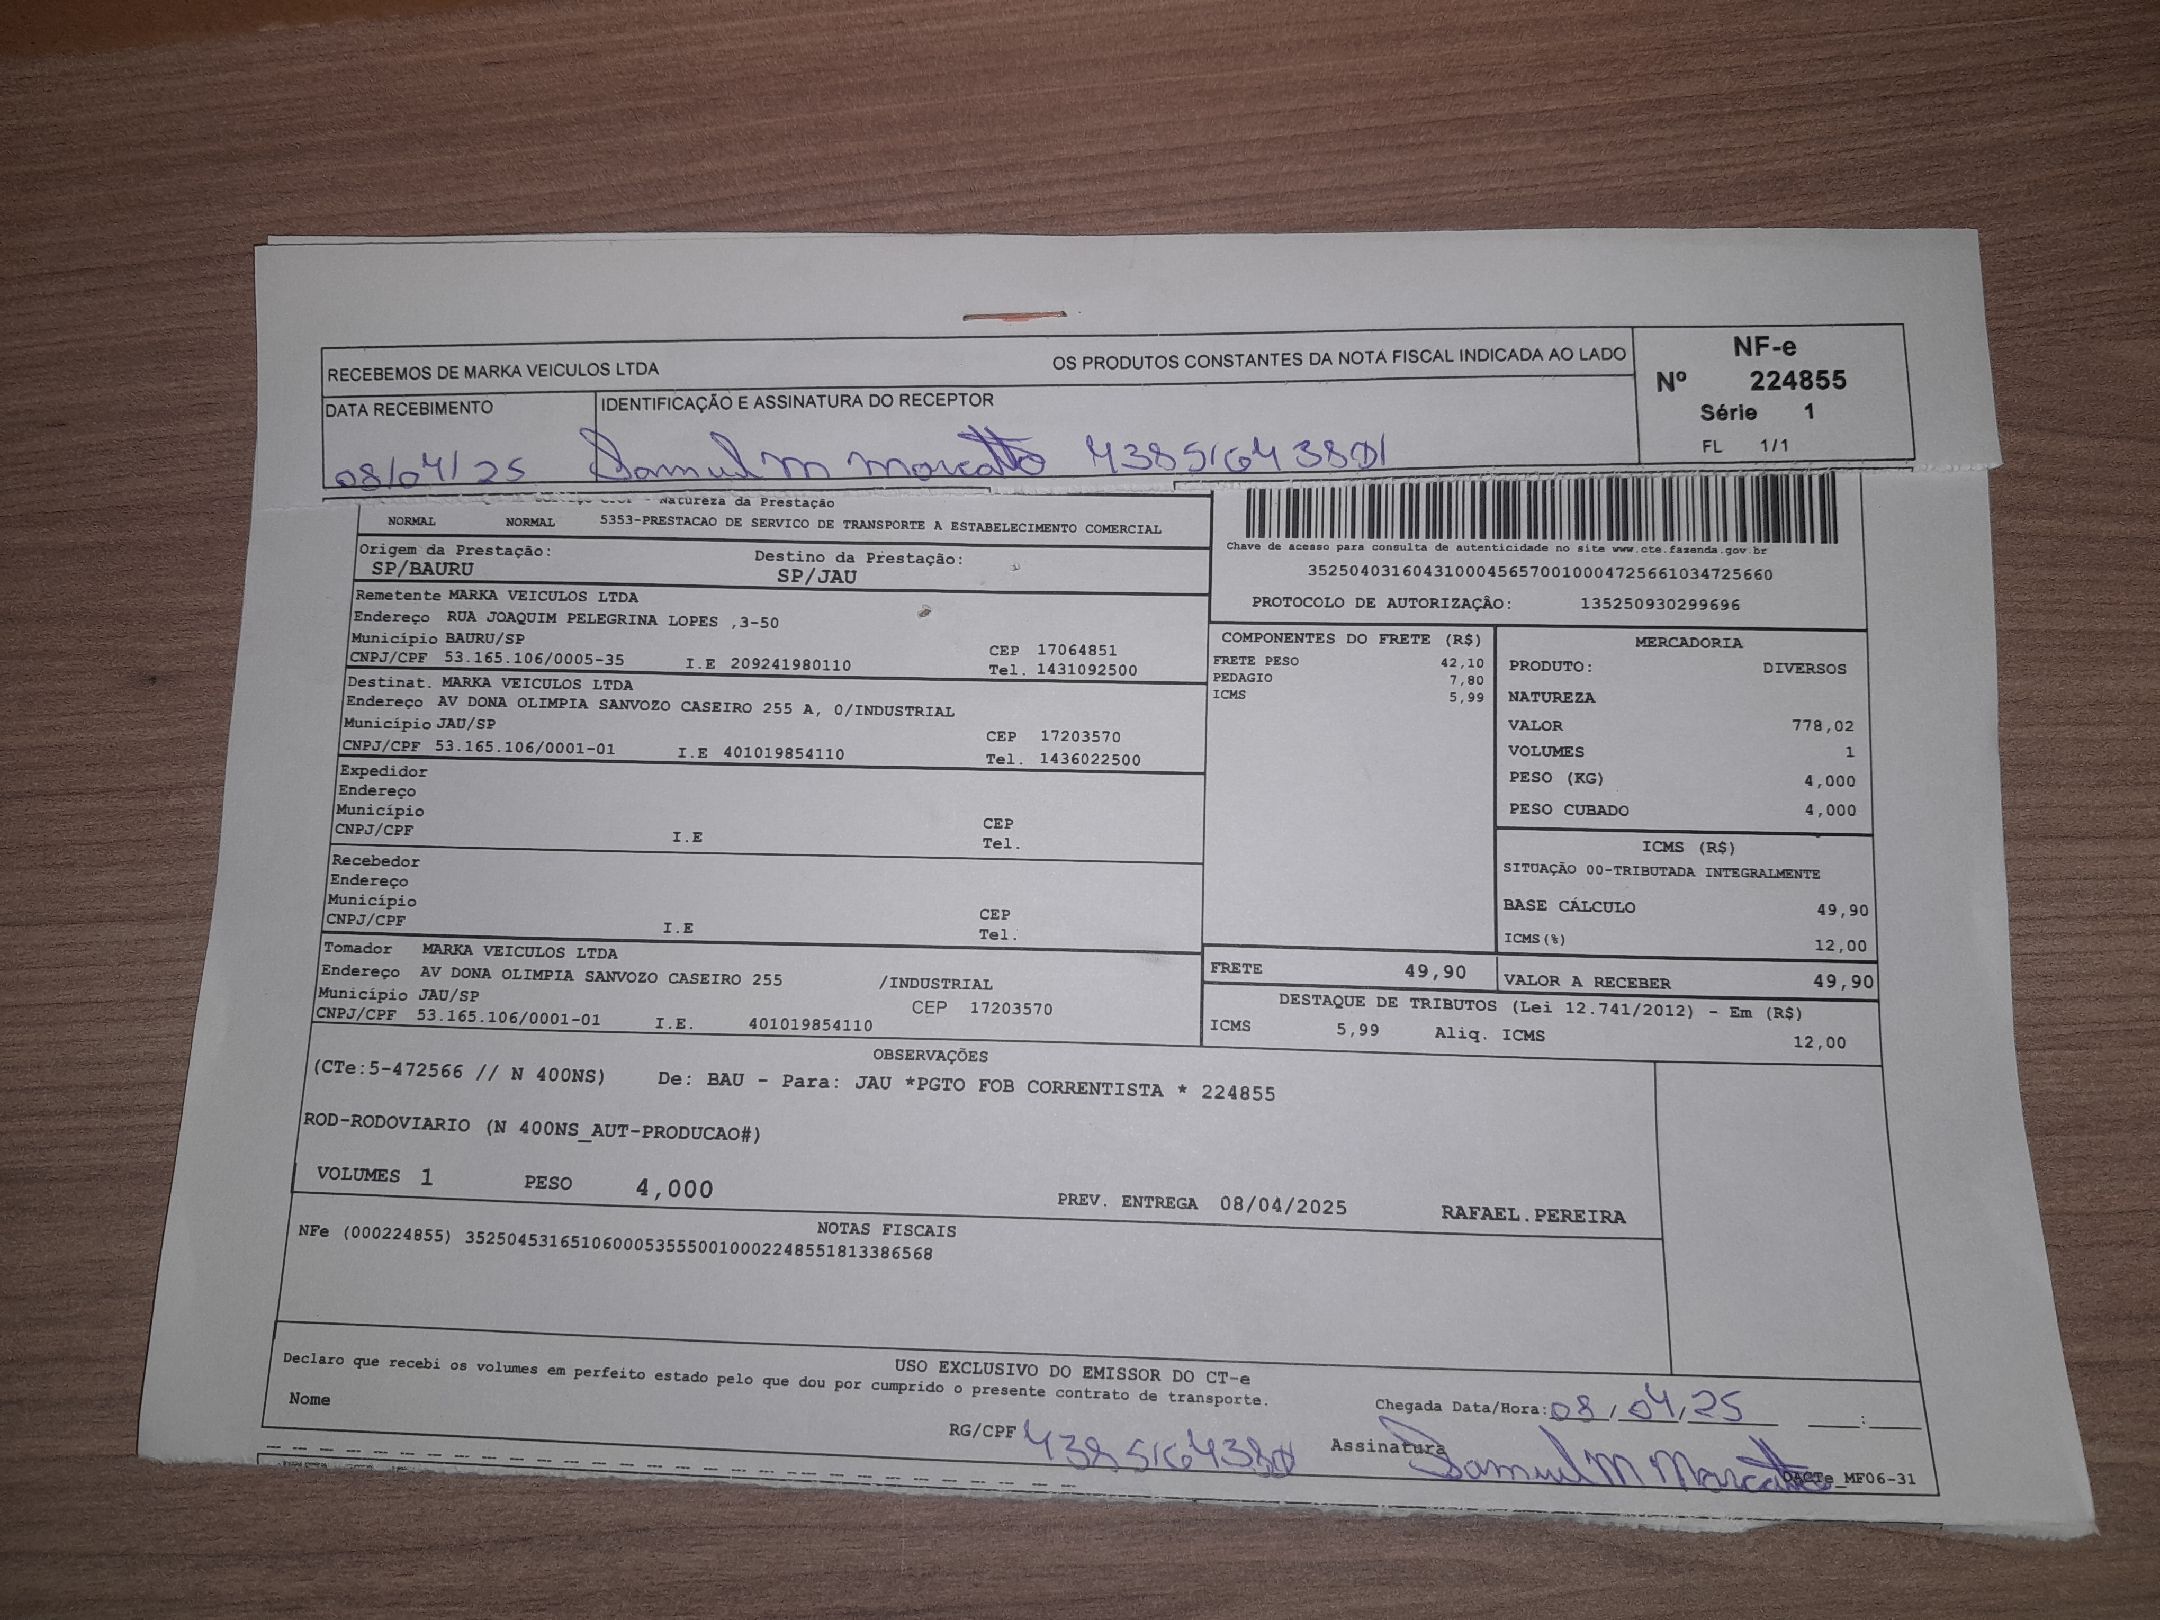 RECEBEMOS DE MARKA VEICULOS LTDA OS PRODUTOS CONSTANTES DA NOTA FISCAL INDICADA AO LADO
NF-e
Nº 224855
Série 1
FL 1/1
DATA RECEBIMENTO IDENTIFICAÇÃO E ASSINATURA DO RECEPTOR
08/04/25 Samuel M Morcatto
- Natureza da Prestação
NORMAL NORMAL 5353-PRESTACAO DE SERVICO DE TRANSPORTE A ESTABELECIMENTO COMERCIAL
Chave de acesso para consulta de autenticidade no site www.cte.fazenda.gov.br
35250403160431000456570010004725661034725660
PROTOCOLO DE AUTORIZAÇÃO: 135250930299696
Origem da Prestação: Destino da Prestação:
SP/BAURU SP/JAU
Remetente MARKA VEICULOS LTDA
Endereço RUA JOAQUIM PELEGRINA LOPES ,3-50
Município BAURU/SP CEP 17064851
CNPJ/CPF 53.165.106/0005-35 I.E 209241980110 Tel. 1431092500
Destinat. MARKA VEICULOS LTDA
Endereço AV DONA OLIMPIA SANVOZO CASEIRO 255 A, 0/INDUSTRIAL
Município JAU/SP CEP 17203570
CNPJ/CPF 53.165.106/0001-01 I.E 401019854110 Tel. 1436022500
Expedidor
Endereço
Município CEP
CNPJ/CPF I.E Tel.
Recebedor
Endereço
Município CEP
CNPJ/CPF I.E Tel.
Tomador MARKA VEICULOS LTDA
Endereço AV DONA OLIMPIA SANVOZO CASEIRO 255 /INDUSTRIAL
Município JAU/SP CEP 17203570
CNPJ/CPF 53.165.106/0001-01 I.E. 401019854110
COMPONENTES DO FRETE (R$)
FRETE PESO 42,10
PEDAGIO 7,80
ICMS 5,99
MERCADORIA
PRODUTO: DIVERSOS
NATUREZA
VALOR 778,02
VOLUMES 1
PESO (KG) 4,000
PESO CUBADO 4,000
ICMS (R$)
SITUAÇÃO 00-TRIBUTADA INTEGRALMENTE
BASE CÁLCULO 49,90
ICMS(%) 12,00
FRETE 49,90 VALOR A RECEBER 49,90
DESTAQUE DE TRIBUTOS (Lei 12.741/2012) - Em (R$)
ICMS 5,99 Aliq. ICMS 12,00
OBSERVAÇÕES
(CTe:5-472566 // N 400NS) De: BAU - Para: JAU *PGTO FOB CORRENTISTA * 224855
ROD-RODOVIARIO (N 400NS_AUT-PRODUCAO#)
VOLUMES 1 PESO 4,000 PREV. ENTREGA 08/04/2025 RAFAEL.PEREIRA
NOTAS FISCAIS
NFe (000224855) 35250453165106000535550010002248551813386568
USO EXCLUSIVO DO EMISSOR DO CT-e
Declaro que recebi os volumes em perfeito estado pelo que dou por cumprido o presente contrato de transporte.
Nome Chegada Data/Hora: 08/04/25 :
RG/CPF Assinatura Samuel M Morcatto
DACTe_MF06-31